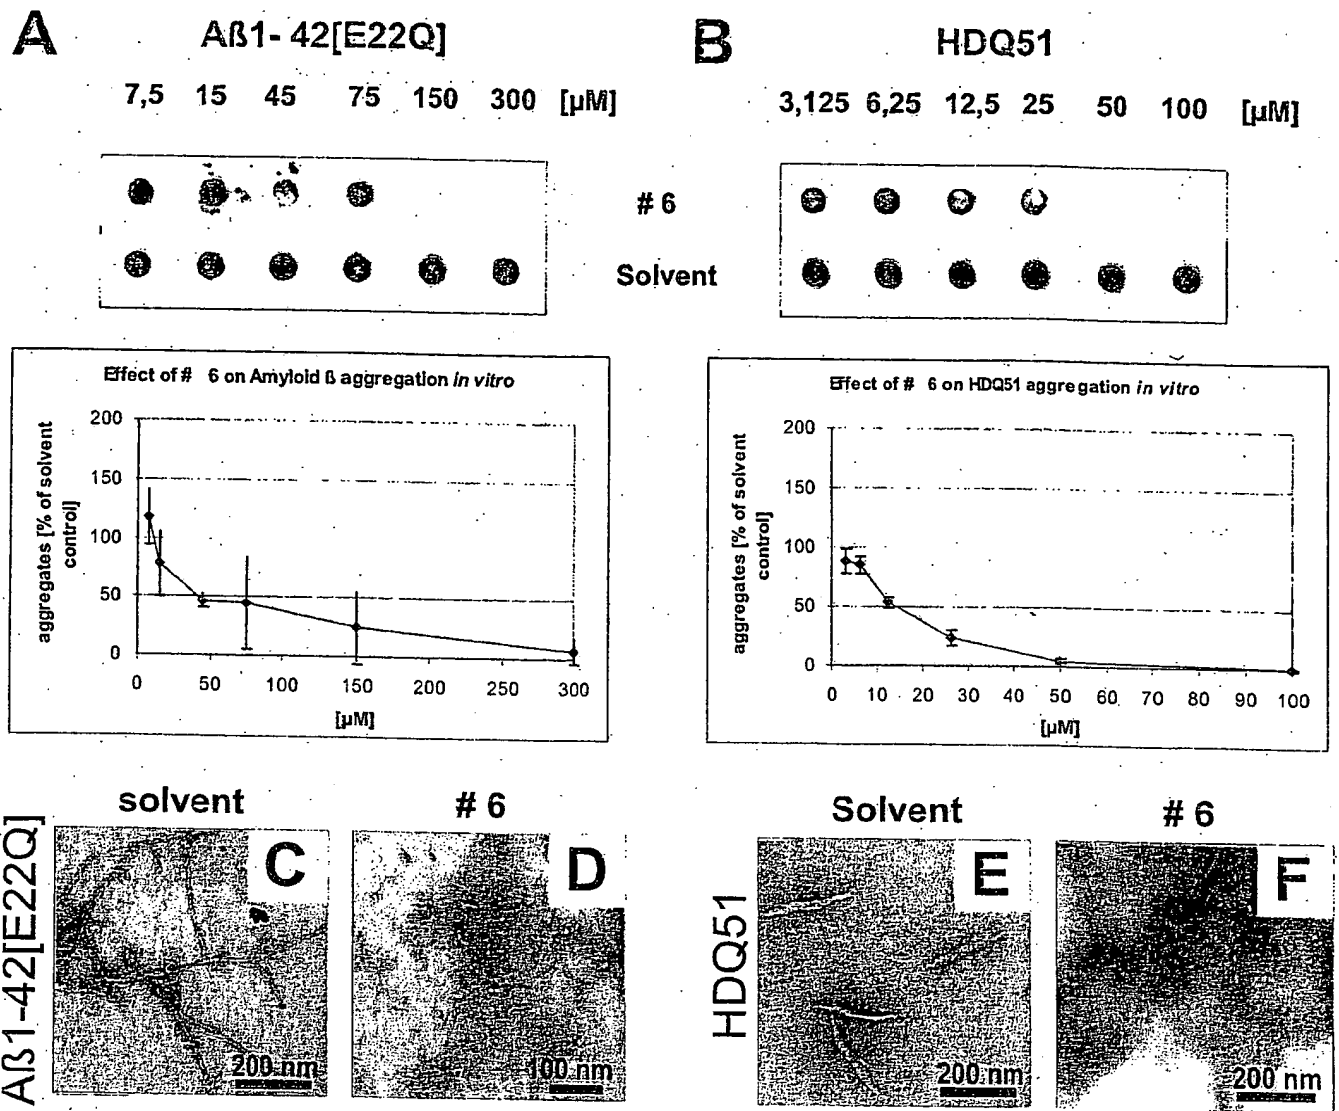 A
Aß1-42[E22Q]
7,5 15 45 75 150 300 [µM]
B
HDQ51
3,125 6,25 12,5 25 50 100 [µM]
# 6
Solvent
Effect of # 6 on Amyloid ß aggregation in vitro
aggregates [% of solvent
control]
200
150
100
50
0
0 50 100 150 200 250 300
[µM]
Effect of # 6 on HDQ51 aggregation in vitro
aggregates [% of solvent
control]
200
150
100
50
0
0 10 20 30 40 50 60 70 80 90 100
[µM]
Aß1-42[E22Q]
solvent
C
200 nm
# 6
D
100 nm
HDQ51
Solvent
E
200 nm
# 6
F
200 nm